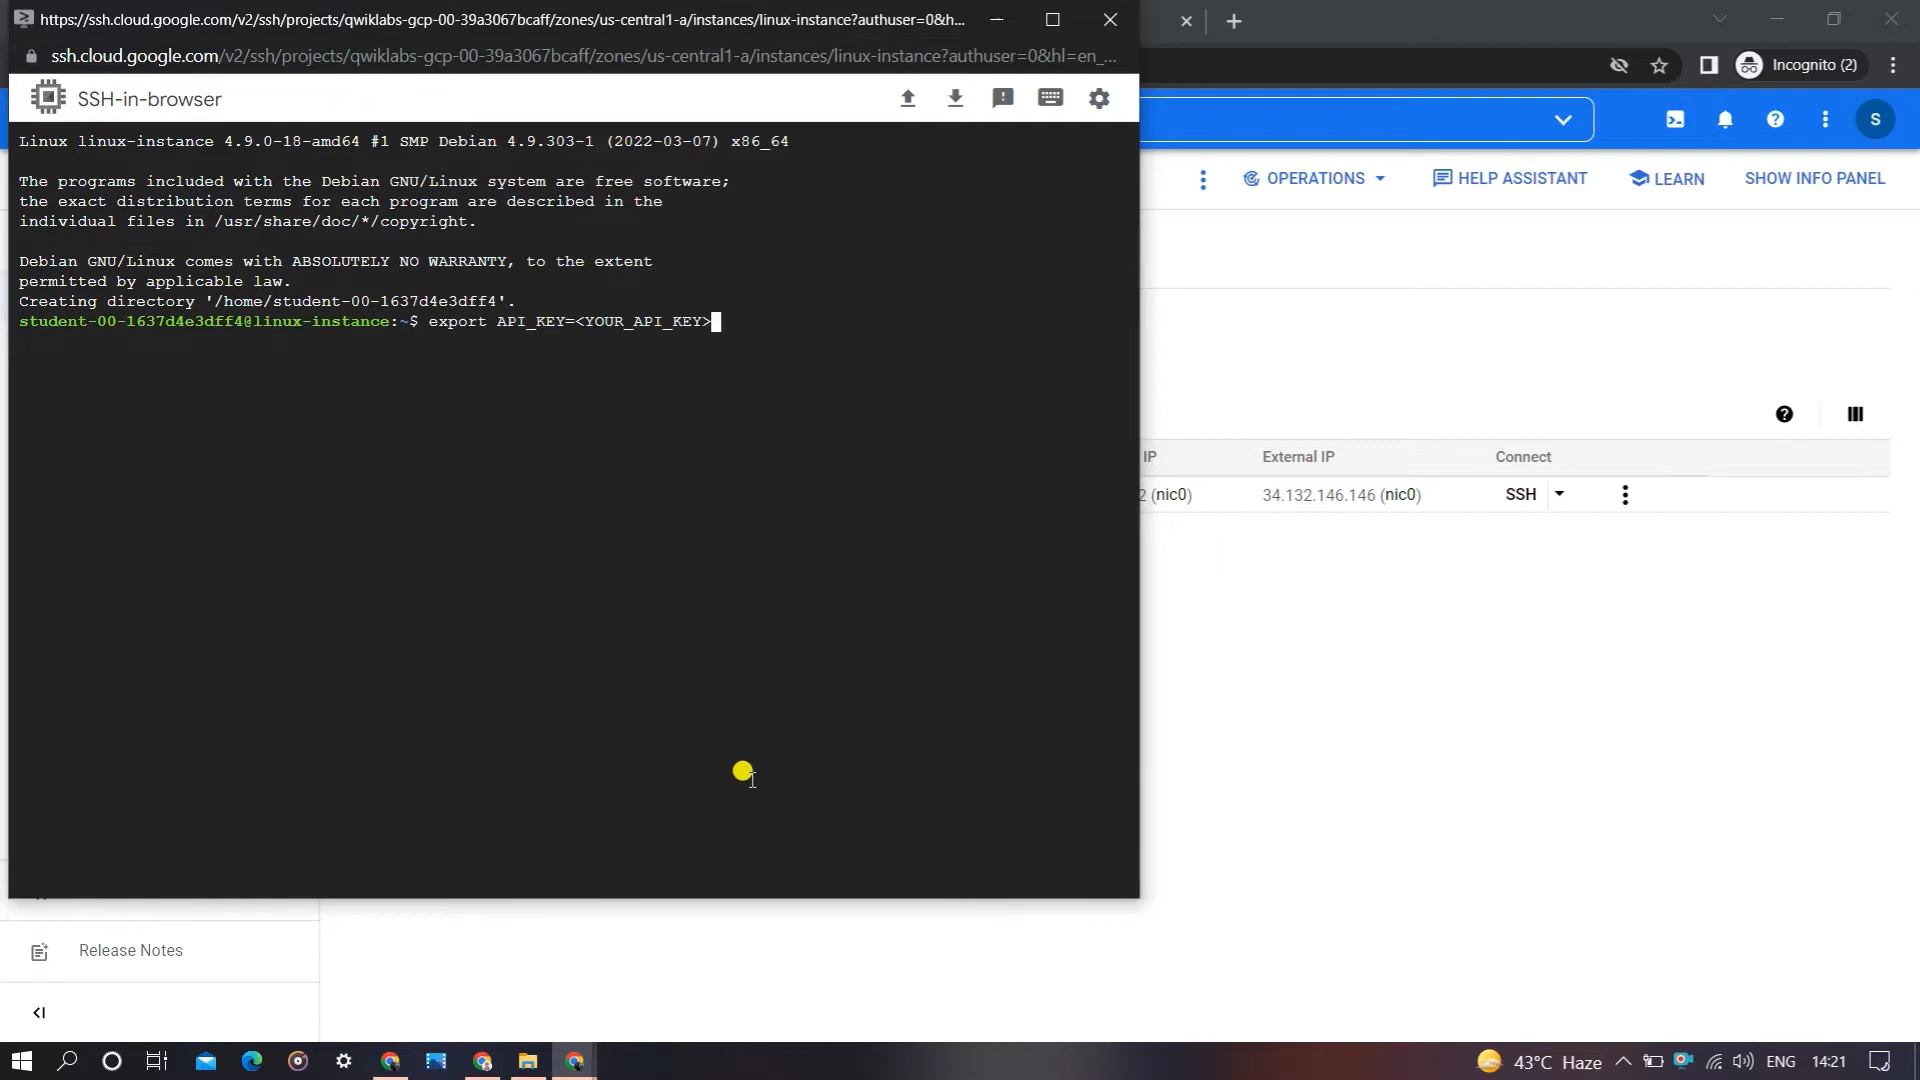 https://ssh.cloud.google.com/v2/ssh/projects/qwiklabs-gcp-00-39a3067bcaff/zones/us-central1-a/instances/linux-instance?authuser=0&h...
ssh.cloud.google.com/v2/ssh/projects/qwiklabs-gcp-00-39a3067bcaff/zones/us-central1-a/instances/linux-instance?authuser=0&hl=en_...
Incognito (2)
SSH-in-browser
S
Linux linux-instance 4.9.0-18-amd64 #1 SMP Debian 4.9.303-1 (2022-03-07) x86_64
The programs included with the Debian GNU/Linux system are free software;
the exact distribution terms for each program are described in the
individual files in /usr/share/doc/*/copyright.
Debian GNU/Linux comes with ABSOLUTELY NO WARRANTY, to the extent
permitted by applicable law.
Creating directory '/home/student-00-1637d4e3dff4'.
student-00-1637d4e3dff4@linux-instance:~$ export API_KEY=<YOUR_API_KEY>
OPERATIONS
HELP ASSISTANT
LEARN
SHOW INFO PANEL
IP
External IP
Connect
2 (nic0)
34.132.146.146 (nic0)
SSH
Release Notes
43°C Haze
ENG
14:21